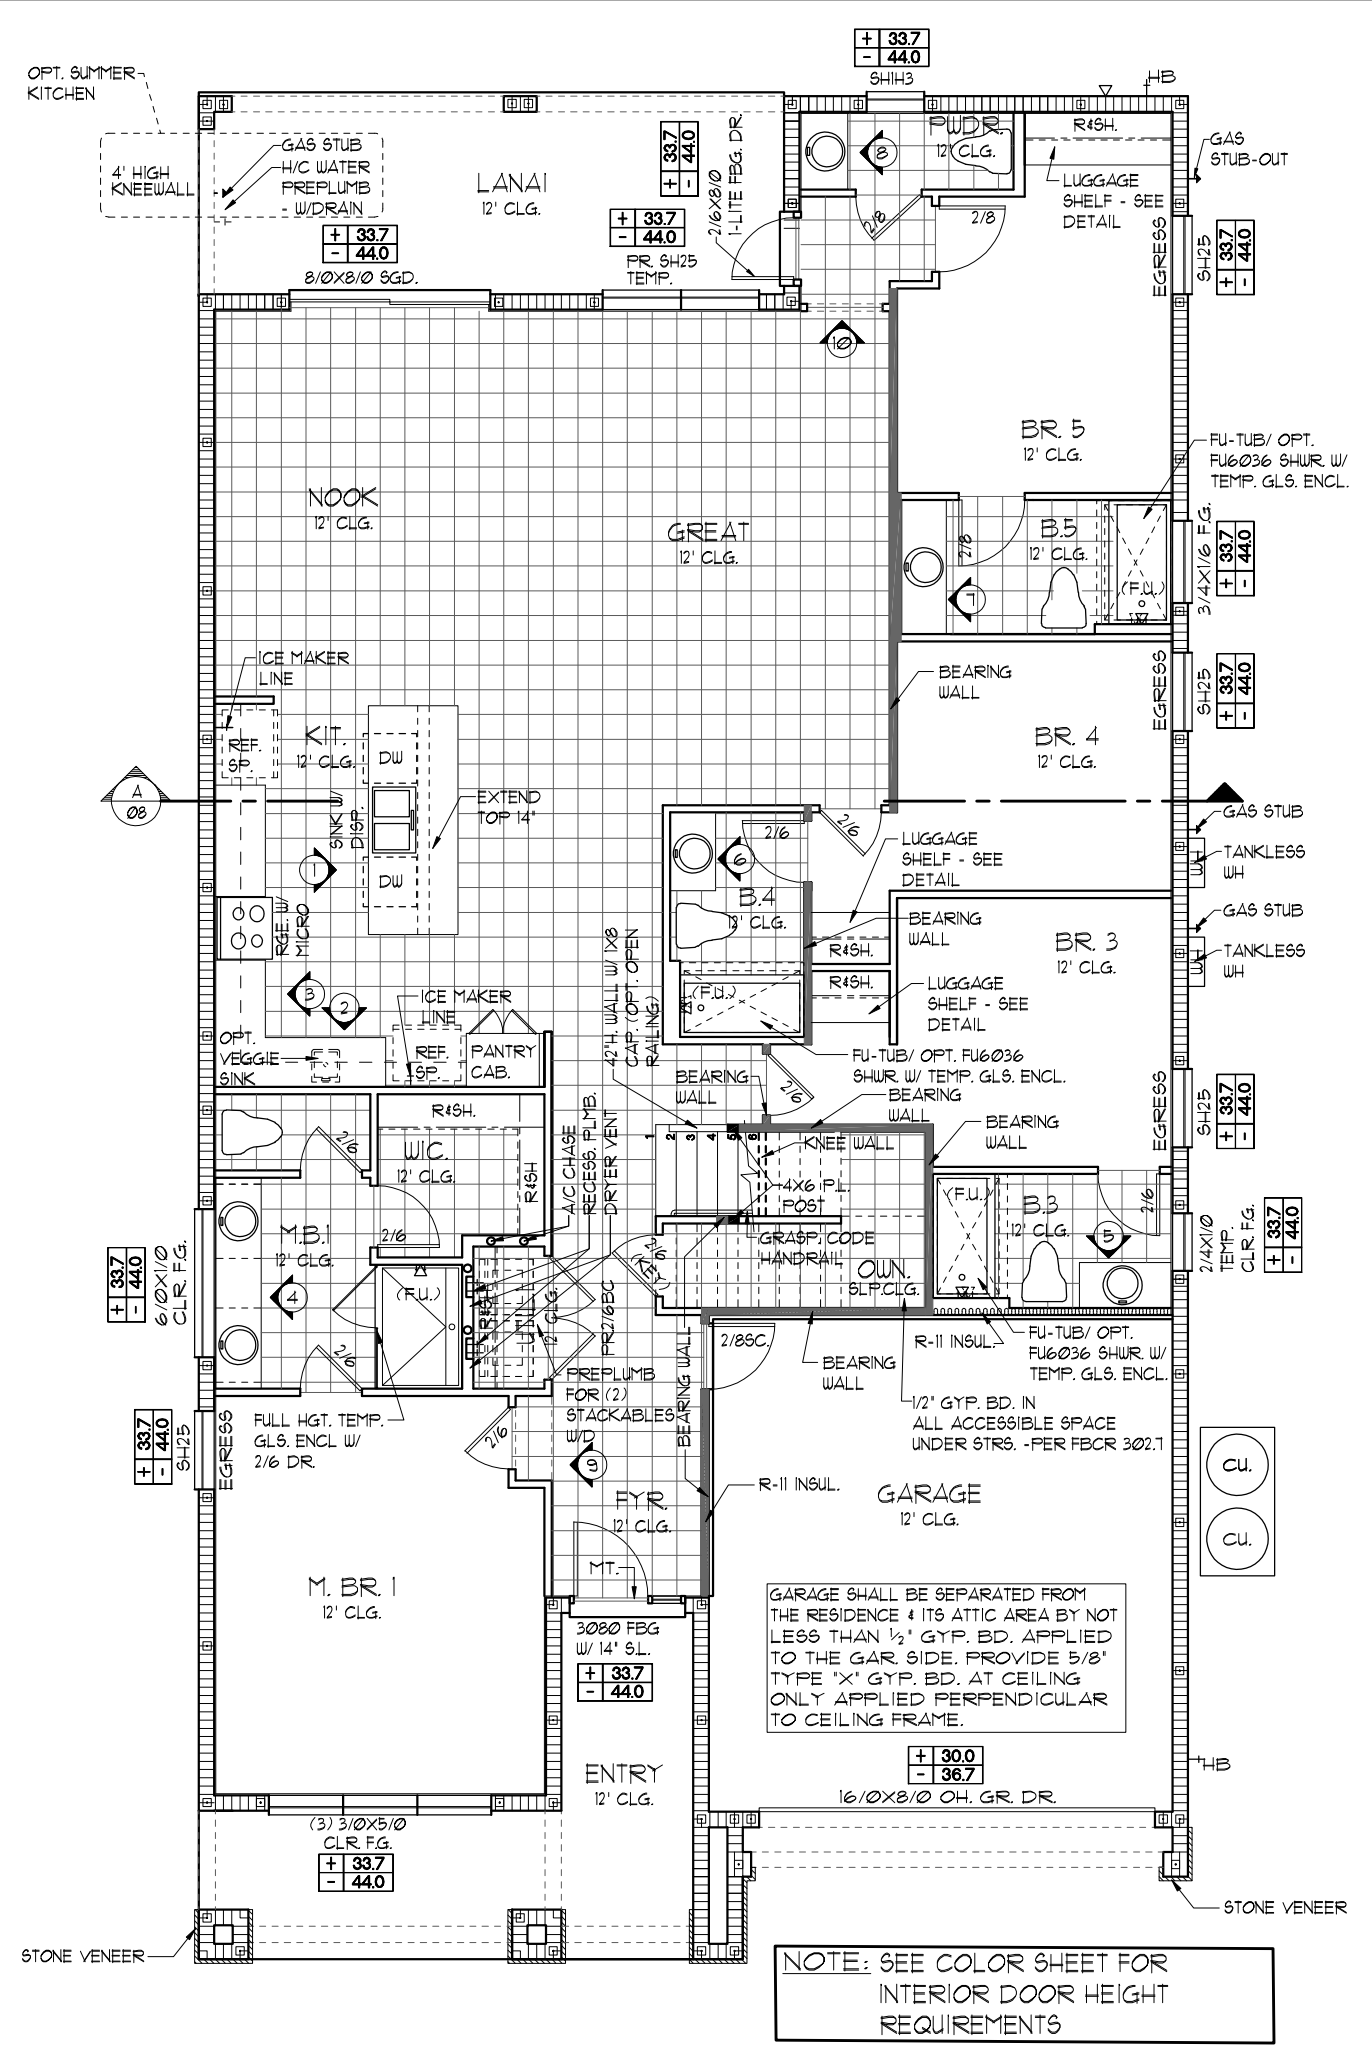 + 33.7
- 44.0
SH1H3
HB
OPT. SUMMER
KITCHEN
GAS STUB
H/C WATER
PREPLUMB
- W/DRAIN
4' HIGH
KNEEWALL
LANAI
12' CLG.
+ 33.7
- 44.0
2/6X8/0
1-LITE FBG. DR.
+ 33.7
- 44.0
8/0X8/0 SGD.
+ 33.7
- 44.0
PR. SH25
TEMP.
PWDR.
12' CLG.
8
2/8
2/8
R&SH.
LUGGAGE
SHELF - SEE
DETAIL
GAS
STUB-OUT
EGRESS
SH25
+ 33.7
- 44.0
10
BR. 5
12' CLG.
FU-TUB/ OPT.
FU6036 SHWR. W/
TEMP. GLS. ENCL.
NOOK
12' CLG.
GREAT
12' CLG.
B.5
12' CLG.
2/8
7
(F.U.)
3/4X1/6 F.G.
+ 33.7
- 44.0
ICE MAKER
LINE
REF.
SP.
KIT.
12' CLG.
DW
BEARING
WALL
EGRESS
SH25
+ 33.7
- 44.0
BR. 4
12' CLG.
A
08
SINK W/
DISP.
EXTEND
TOP 14"
1
DW
RGE. W/
MICRO
2/6
2/6
6
B.4
12' CLG.
LUGGAGE
SHELF - SEE
DETAIL
BEARING
WALL
R&SH.
R&SH.
GAS STUB
TANKLESS
WH
WH
GAS STUB
TANKLESS
WH
WH
BR. 3
12' CLG.
LUGGAGE
SHELF - SEE
DETAIL
(F.U.)
42"H. WALL W/ 1X8
CAP. (OPT. OPEN
RAILING)
3
2
ICE MAKER
LINE
OPT.
VEGGIE
SINK
REF.
SP.
PANTRY
CAB.
FU-TUB/ OPT. FU6036
SHWR. W/ TEMP. GLS. ENCL.
BEARING
WALL
2/6
BEARING
WALL
BEARING
WALL
EGRESS
SH25
+ 33.7
- 44.0
2/6
R&SH.
WIC.
12' CLG.
R&SH
A/C CHASE
RECESS. PLMB.
DRYER VENT
1
2
3
4
5
6
KNEE WALL
4X6 P.L.
POST
GRASP. CODE
HANDRAIL
OWN.
SLP.CLG.
2/6
(KEY)
M.B.1
12' CLG.
2/6
4
(F.U.)
2/6
R&SH
UTIL.
12' CLG.
PR.2/6BC
6/0X1/0
CLR. F.G.
+ 33.7
- 44.0
(F.U.)
B.3
12' CLG.
5
2/6
2/4X1/0
TEMP.
CLR. F.G.
+ 33.7
- 44.0
2/8SC.
BEARING
WALL
R-11 INSUL.
FU-TUB/ OPT.
FU6036 SHWR. W/
TEMP. GLS. ENCL.
1/2" GYP. BD. IN
ALL ACCESSIBLE SPACE
UNDER STRS. -PER FBCR 302.7
PREPLUMB
FOR (2)
STACKABLES
W/D
BEARING WALL
FULL HGT. TEMP.
GLS. ENCL W/
2/6 DR.
+ 33.7
- 44.0
SH25
EGRESS
2/6
9
R-11 INSUL.
FYR.
12' CLG.
GARAGE
12' CLG.
CU.
CU.
MT.
M. BR. 1
12' CLG.
3080 FBG
W/ 14" S.L.
+ 33.7
- 44.0
GARAGE SHALL BE SEPARATED FROM
THE RESIDENCE & ITS ATTIC AREA BY NOT
LESS THAN ½" GYP. BD. APPLIED
TO THE GAR. SIDE. PROVIDE 5/8"
TYPE "X" GYP. BD. AT CEILING
ONLY APPLIED PERPENDICULAR
TO CEILING FRAME.
+ 30.0
- 36.7
16/0X8/0 OH. GR. DR.
HB
ENTRY
12' CLG.
(3) 3/0X5/0
CLR. F.G.
+ 33.7
- 44.0
STONE VENEER
STONE VENEER
NOTE: SEE COLOR SHEET FOR
INTERIOR DOOR HEIGHT
REQUIREMENTS